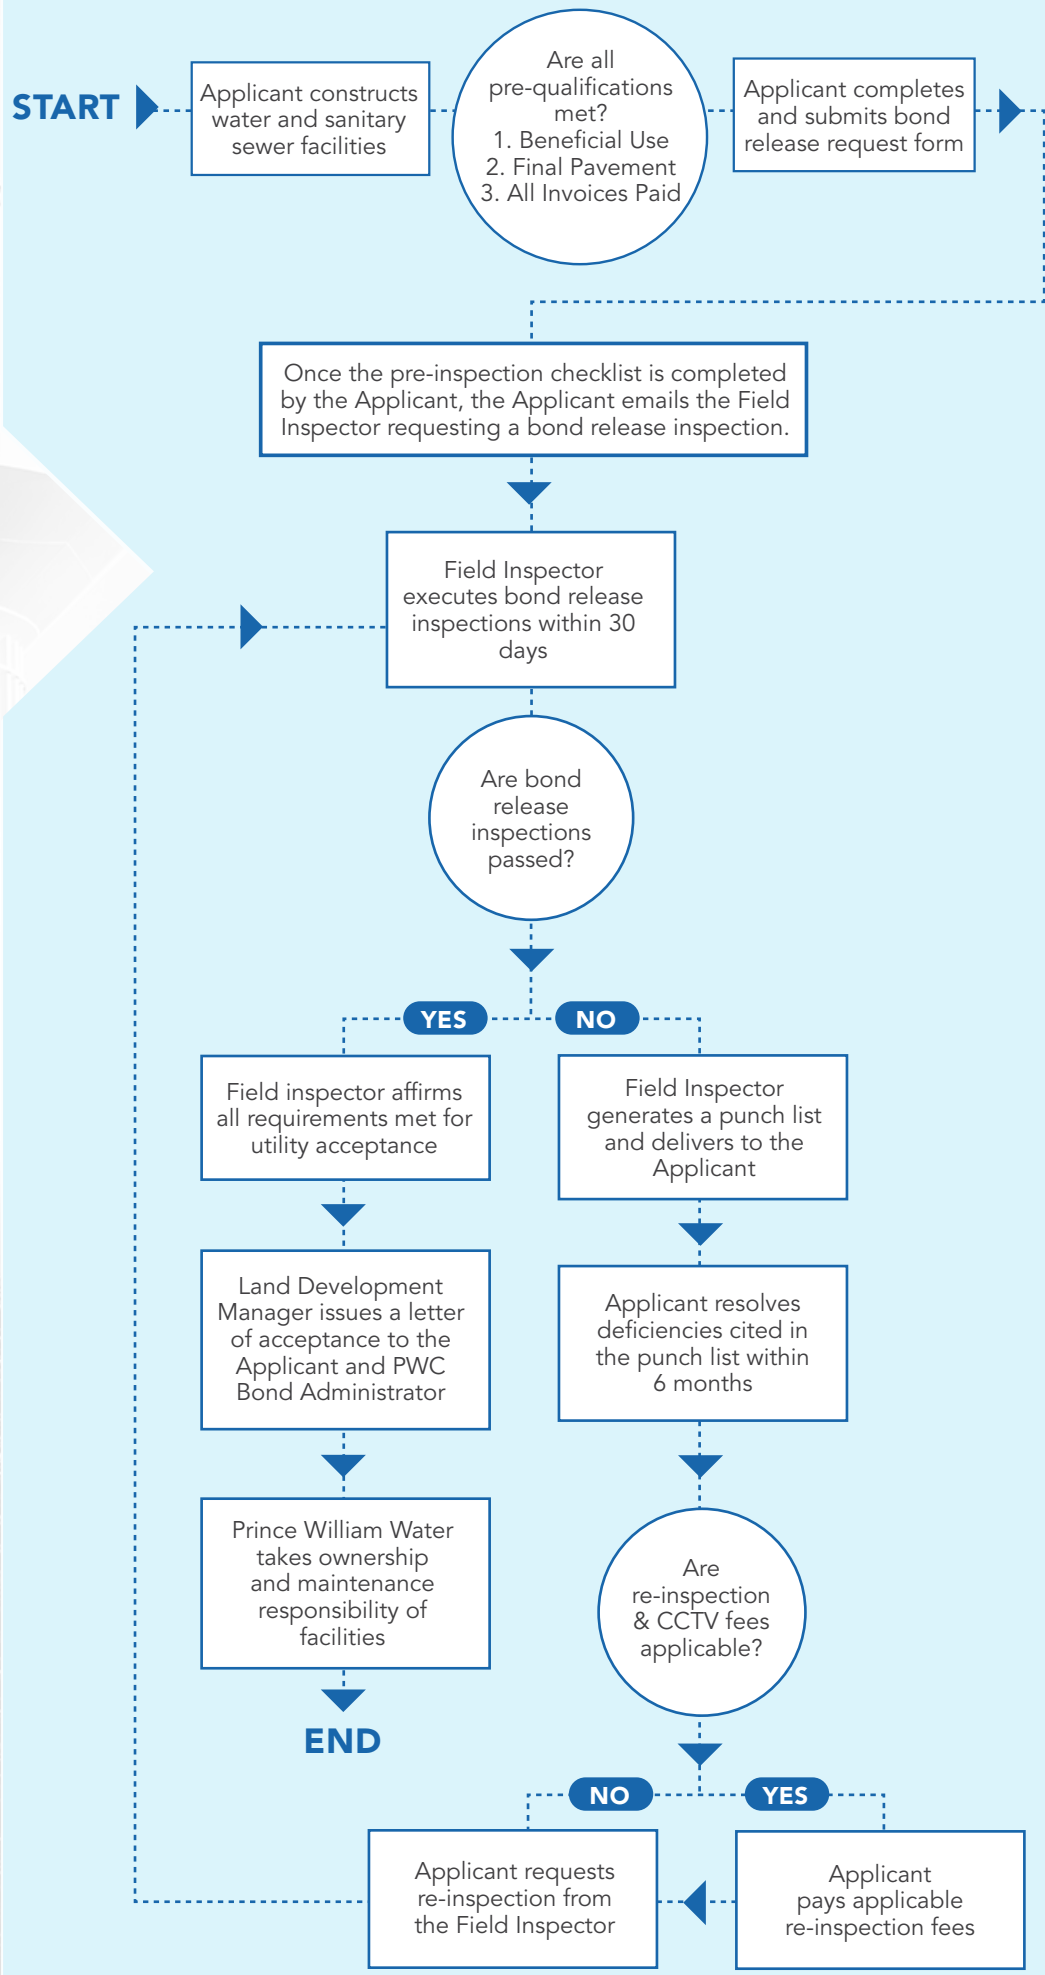 START
Applicant constructs
water and sanitary
sewer facilities
Are all
pre-qualifications
met?
1. Beneficial Use
2. Final Pavement
3. All Invoices Paid
Applicant completes
and submits bond
release request form
Once the pre-inspection checklist is completed
by the Applicant, the Applicant emails the Field
Inspector requesting a bond release inspection.
Field Inspector
executes bond release
inspections within 30
days
Are bond
release
inspections
passed?
YES
NO
Field inspector affirms
all requirements met for
utility acceptance
Field Inspector
generates a punch list
and delivers to the
Applicant
Land Development
Manager issues a letter
of acceptance to the
Applicant and PWC
Bond Administrator
Applicant resolves
deficiencies cited in
the punch list within
6 months
Prince William Water
takes ownership
and maintenance
responsibility of
facilities
Are
re-inspection
& CCTV fees
applicable?
END
NO
YES
Applicant requests
re-inspection from
the Field Inspector
Applicant
pays applicable
re-inspection fees